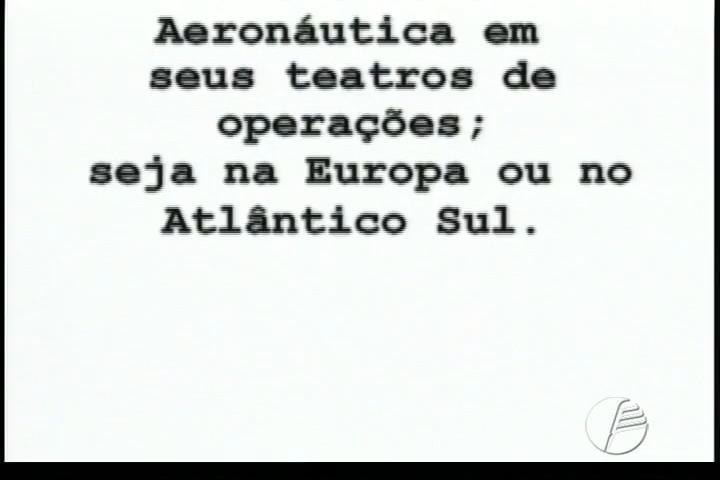 Aeronáutica em
seus teatros de
operações;
seja na Europa ou no
Atlântico Sul.